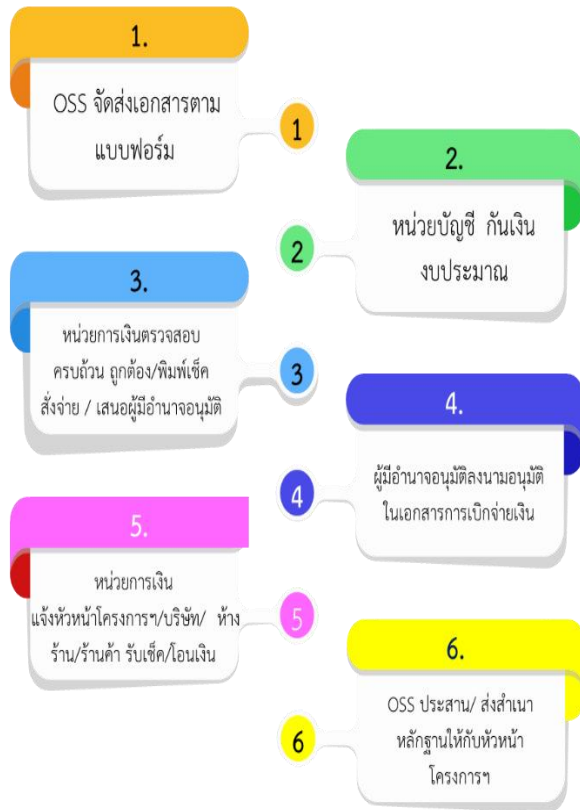 1.
OSS จัดส่งเอกสารตาม
แบบฟอร์ม
1
2.
หน่วยบัญชี กันเงิน
งบประมาณ
2
3.
หน่วยการเงินตรวจสอบ
ครบถ้วน ถูกต้อง/พิมพ์เช็ค
สั่งจ่าย / เสนอผู้มีอำนาจอนุมัติ
3
4.
ผู้มีอำนาจอนุมัติลงนามอนุมัติ
ในเอกสารการเบิกจ่ายเงิน
4
5.
หน่วยการเงิน
แจ้งหัวหน้าโครงการฯ/บริษัท/ ห้าง
ร้าน/ร้านค้า รับเช็ค/โอนเงิน
5
6.
OSS ประสาน/ ส่งสำเนา
หลักฐานให้กับหัวหน้า
โครงการฯ
6